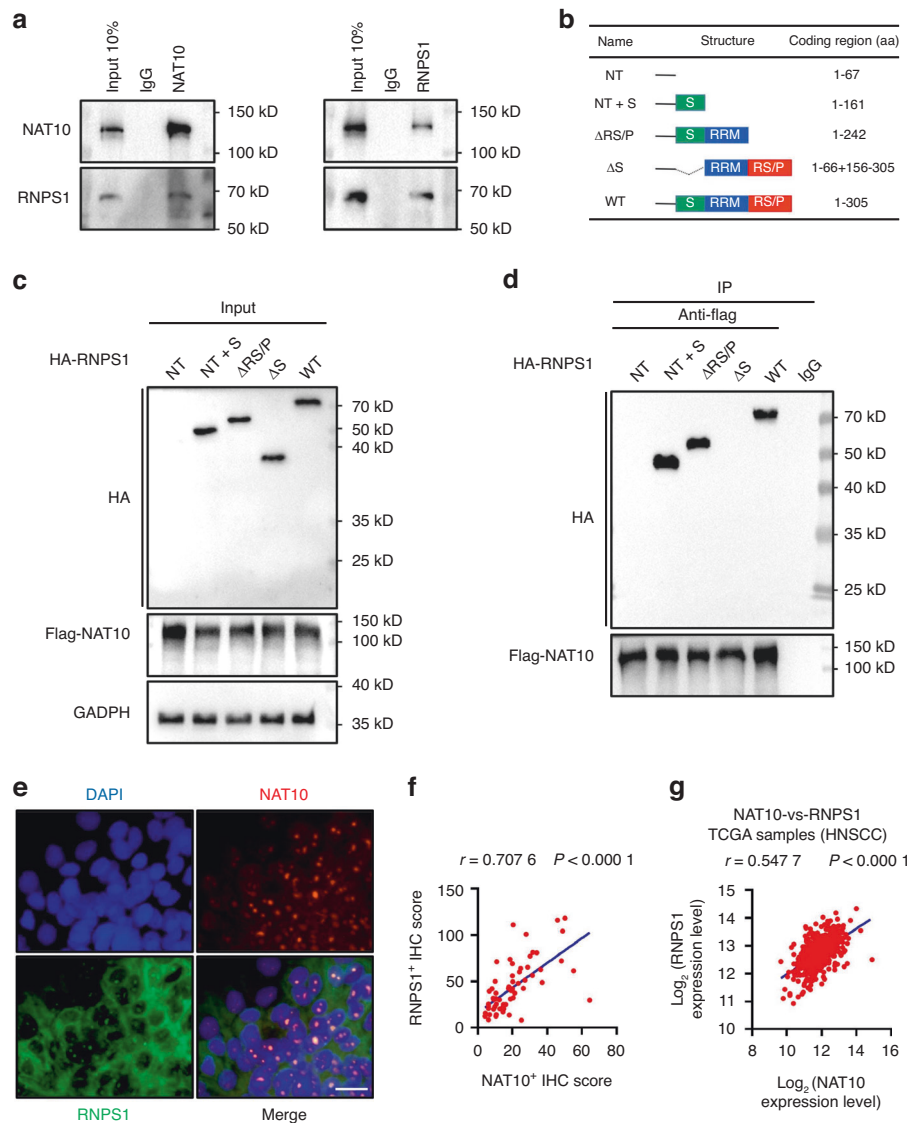 a
Input 10% IgG NAT10
NAT10
150 kD
100 kD
RNPS1
70 kD
50 kD
Input 10% IgG RNPS1
150 kD
100 kD
70 kD
50 kD
b
Name Structure Coding region (aa)
NT 1-67
NT + S S 1-161
ΔRS/P S RRM 1-242
ΔS RRM RS/P 1-66+156-305
WT S RRM RS/P 1-305
c
Input
HA-RNPS1 NT NT + S ΔRS/P ΔS WT
HA
70 kD
50 kD
40 kD
35 kD
25 kD
Flag-NAT10
150 kD
100 kD
GADPH
40 kD
35 kD
d
IP
Anti-flag
HA-RNPS1 NT NT + S ΔRS/P ΔS WT IgG
HA
70 kD
50 kD
40 kD
35 kD
25 kD
Flag-NAT10
150 kD
100 kD
e
DAPI NAT10
RNPS1 Merge
f
r = 0.707 6 P < 0.000 1
RNPS1⁺ IHC score
150
100
50
0
0 20 40 60 80
NAT10⁺ IHC score
g
NAT10-vs-RNPS1
TCGA samples (HNSCC)
r = 0.547 7 P < 0.000 1
Log₂ (RNPS1
expression level)
15
14
13
12
11
10
8 10 12 14 16
Log₂ (NAT10
expression level)